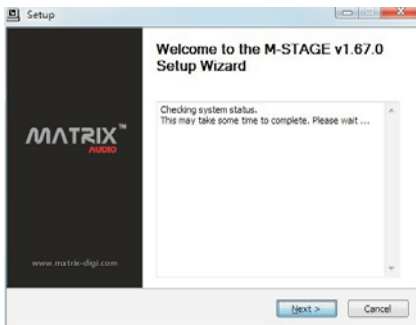 Setup
Welcome to the M-STAGE v1.67.0
Setup Wizard
Checking system status.
This may take some time to complete. Please wait ...
MATRIX™
AUDIO
www.matrix-digi.com
Next >
Cancel